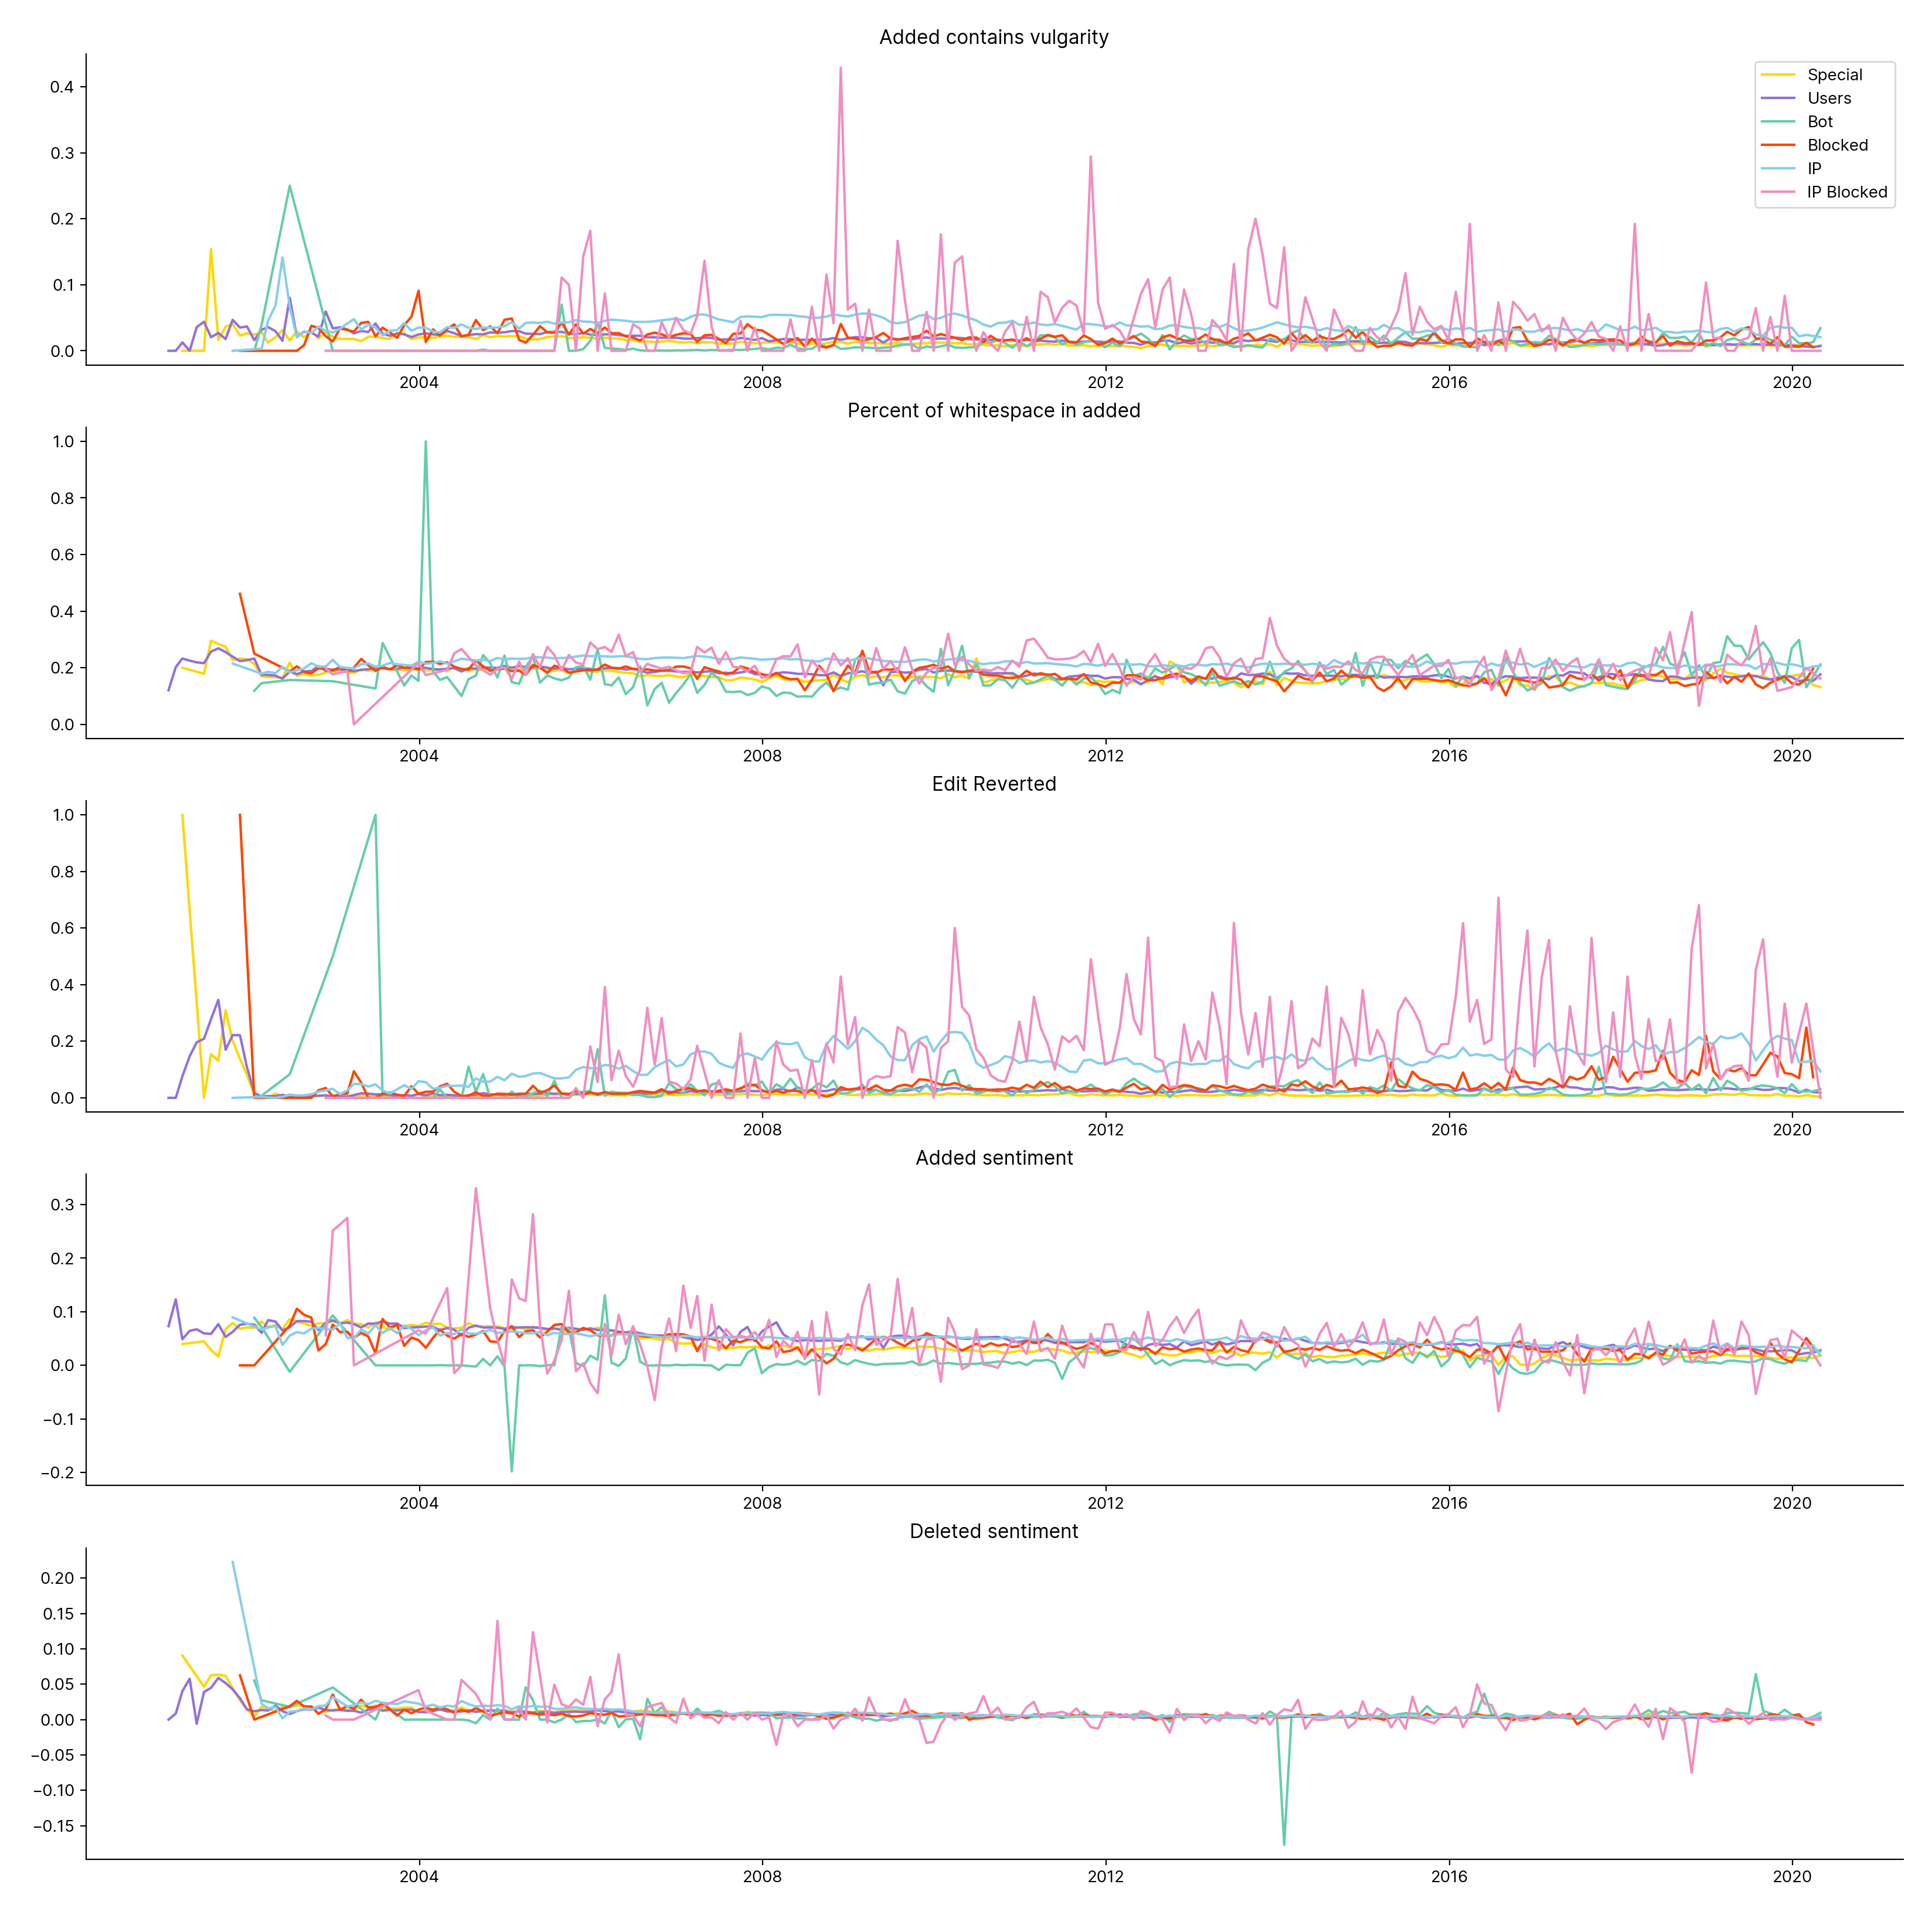 Added contains vulgarity
0.4
0.3
0.2
0.1
0.0
Special
Users
Bot
Blocked
IP
IP Blocked
2004 2008 2012 2016 2020
Percent of whitespace in added
1.0
0.8
0.6
0.4
0.2
0.0
2004 2008 2012 2016 2020
Edit Reverted
1.0
0.8
0.6
0.4
0.2
0.0
2004 2008 2012 2016 2020
Added sentiment
0.3
0.2
0.1
0.0
−0.1
−0.2
2004 2008 2012 2016 2020
Deleted sentiment
0.20
0.15
0.10
0.05
0.00
−0.05
−0.10
−0.15
2004 2008 2012 2016 2020